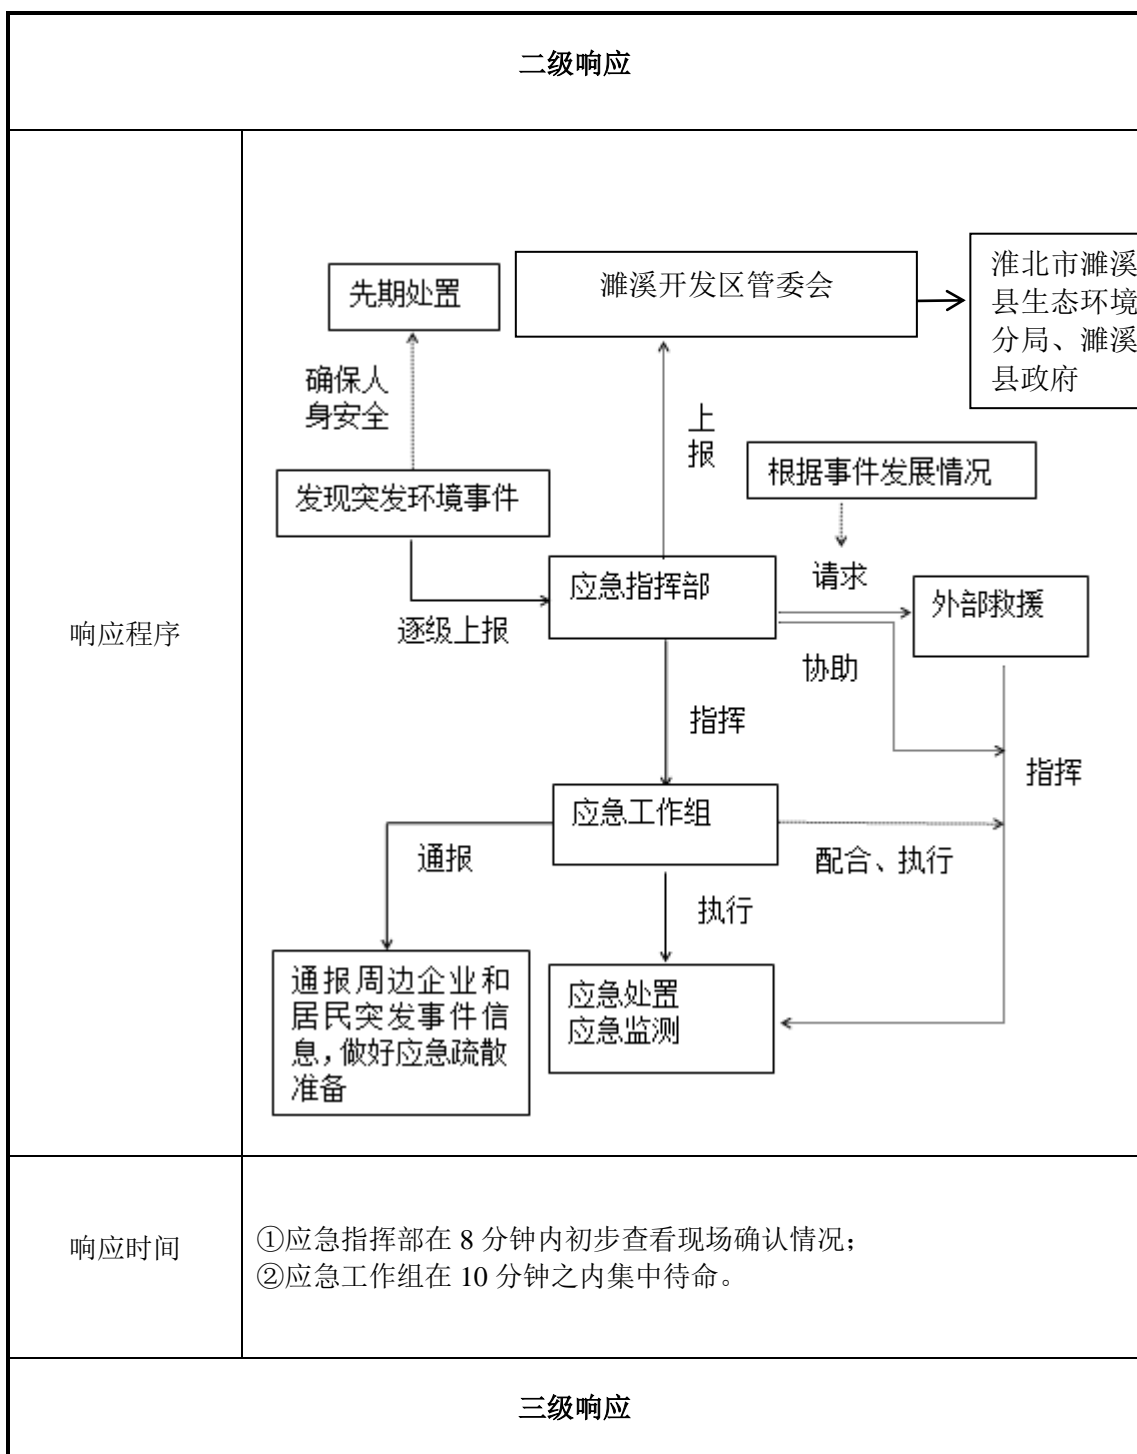 二级响应
响应程序
先期处置
濉溪开发区管委会
淮北市濉溪
县生态环境
分局、濉溪
县政府
确保人
身安全
上
报
发现突发环境事件
根据事件发展情况
逐级上报
应急指挥部
请求
外部救援
协助
指挥
指挥
应急工作组
通报
配合、执行
执行
通报周边企业和
居民突发事件信
息，做好应急疏散
准备
应急处置
应急监测
响应时间
①应急指挥部在 8 分钟内初步查看现场确认情况；
②应急工作组在 10 分钟之内集中待命。
三级响应